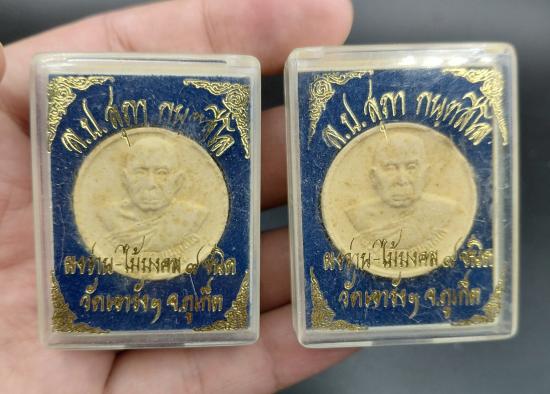 ล.ป. สุภา กนฺตสีโล
ผงว่าน-ไม้มงคล ๙ ชนิด
วัดเขารังฯ จ.ภูเก็ต
ล.ป. สุภา กนฺตสีโล
ผงว่าน-ไม้มงคล ๙ ชนิด
วัดเขารังฯ จ.ภูเก็ต